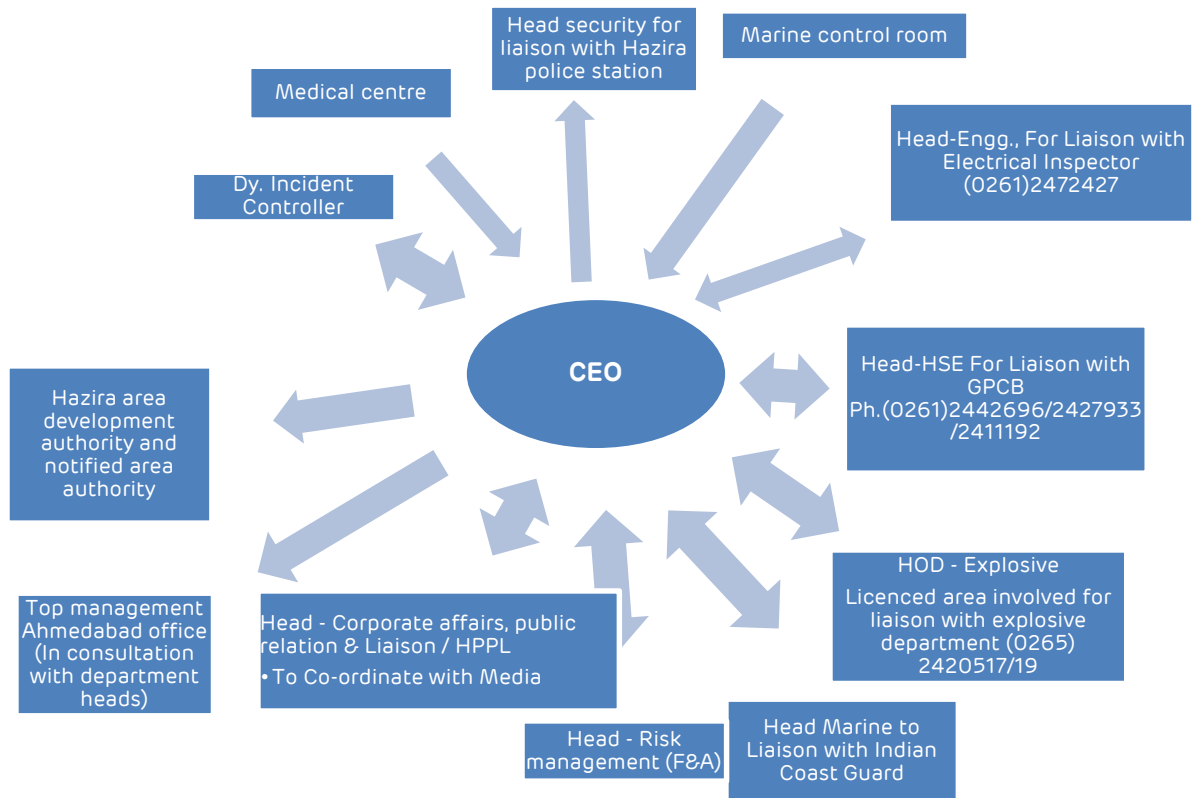 Head security for
liaison with Hazira
police station
Marine control room
Medical centre
Head-Engg., For Liaison with
Electrical Inspector
(0261)2472427
Dy. Incident
Controller
CEO
Head-HSE For Liaison with
GPCB
Ph.(0261)2442696/2427933
/2411192
Hazira area
development
authority and
notified area
authority
HOD - Explosive
Licenced area involved for
liaison with explosive
department (0265)
2420517/19
Top management
Ahmedabad office
(In consultation
with department
heads)
Head - Corporate affairs, public
relation & Liaison / HPPL
• To Co-ordinate with Media
Head - Risk
management (F&A)
Head Marine to
Liaison with Indian
Coast Guard